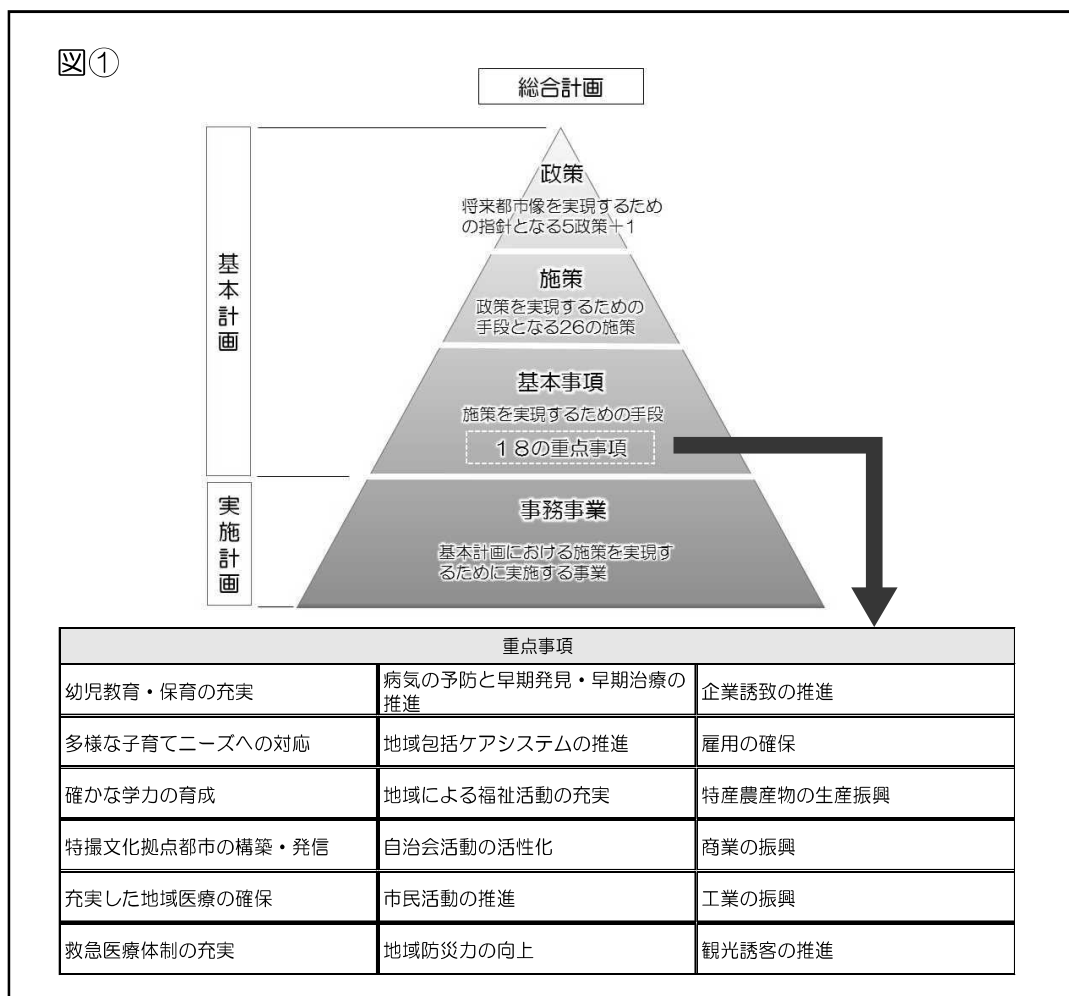 図①
総合計画
基本計画
政策
将来都市像を実現するため
の指針となる5政策+1
施策
政策を実現するための
手段となる26の施策
基本事項
施策を実現するための手段
18の重点事項
実施計画
事務事業
基本計画における施策を実現す
るために実施する事業
重点事項
幼児教育・保育の充実
病気の予防と早期発見・早期治療の
推進
企業誘致の推進
多様な子育てニーズへの対応
地域包括ケアシステムの推進
雇用の確保
確かな学力の育成
地域による福祉活動の充実
特産農産物の生産振興
特撮文化拠点都市の構築・発信
自治会活動の活性化
商業の振興
充実した地域医療の確保
市民活動の推進
工業の振興
救急医療体制の充実
地域防災力の向上
観光誘客の推進